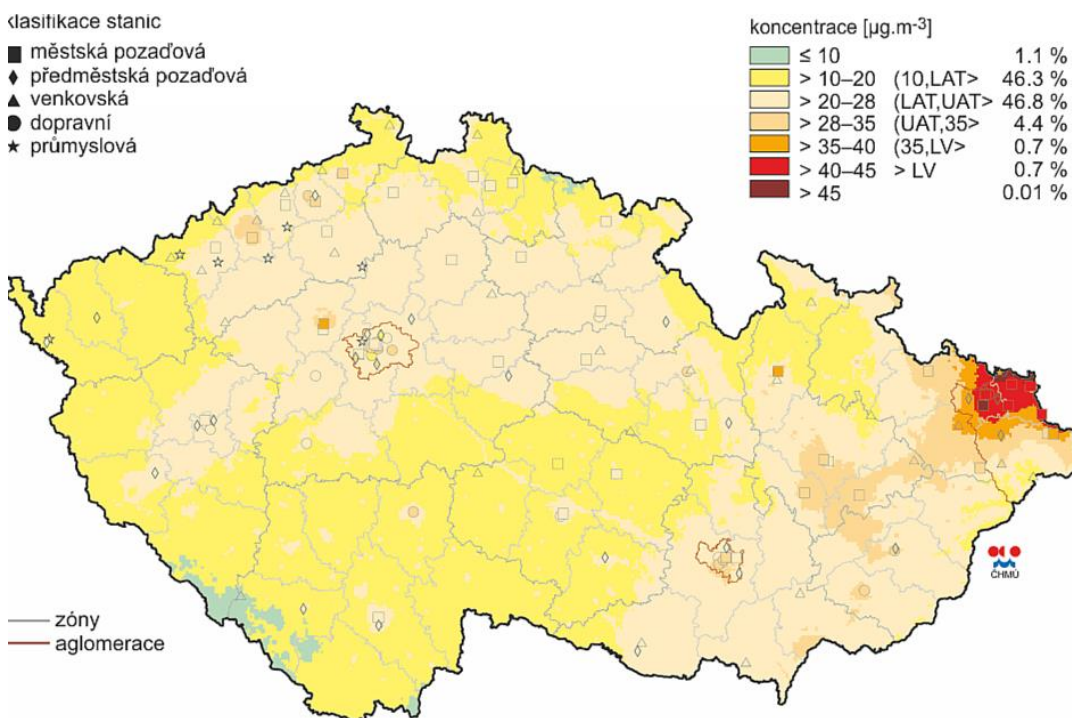 klasifikace stanic
městská pozaďová
předměstská pozaďová
venkovská
dopravní
průmyslová
koncentrace [µg.m⁻³]
≤ 10 1.1 %
> 10–20 (10,LAT> 46.3 %
> 20–28 (LAT,UAT> 46.8 %
> 28–35 (UAT,35> 4.4 %
> 35–40 (35,LV> 0.7 %
> 40–45 > LV 0.7 %
> 45 0.01 %
ČHMÚ
zóny
aglomerace